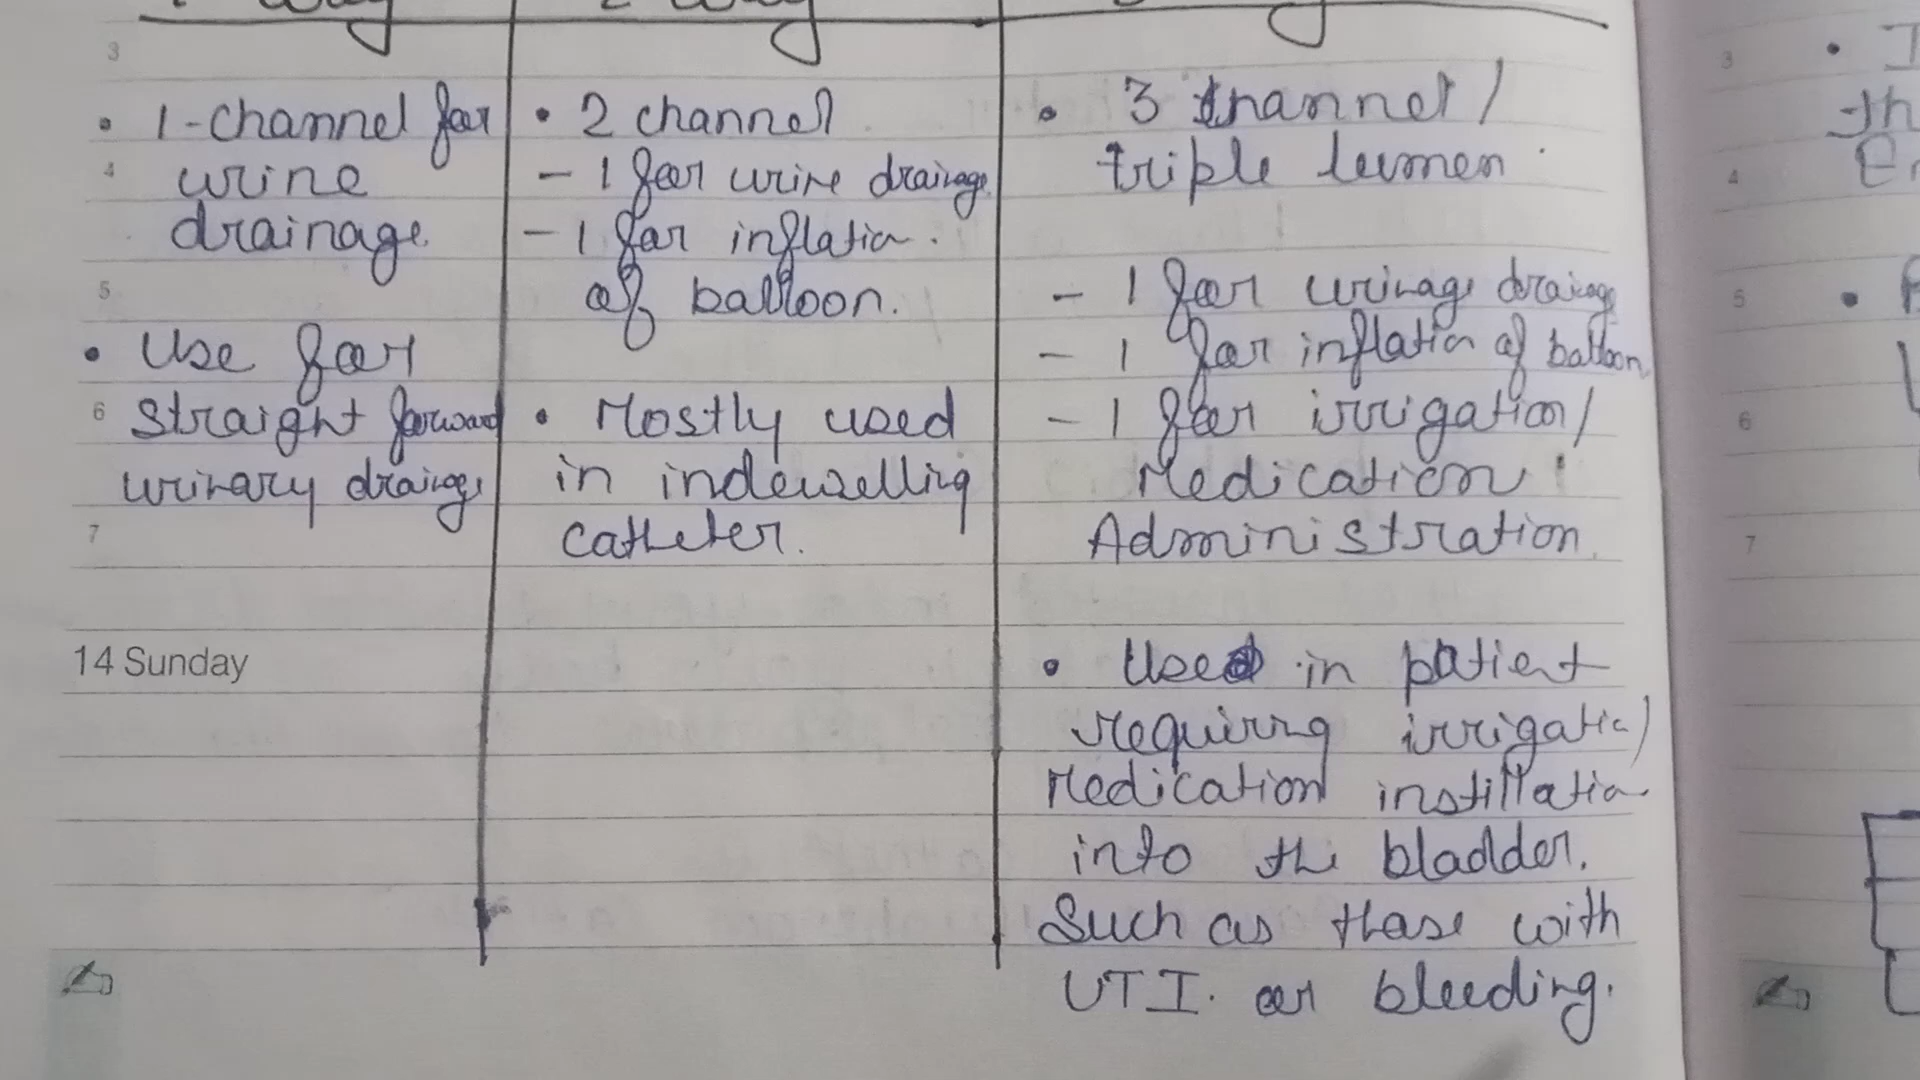 3
• 1-channel for
4 urine
drainage
5
• Use for
6 straight forward
urinary drainage
7
14 Sunday
• 2 channel
- 1 for urine drainage
- 1 for inflation.
of balloon.
• Mostly used
in indewelling
catheter.
• 3 channel /
triple lumen
- 1 for urinage drainage
- 1 for inflation of balloon
- 1 for irrigation/
Medication
Administration
• Used in patient
requiring irrigation/
Medication instillation
into the bladder.
Such as those with
UTI. or bleeding.
3
4
5
6
7